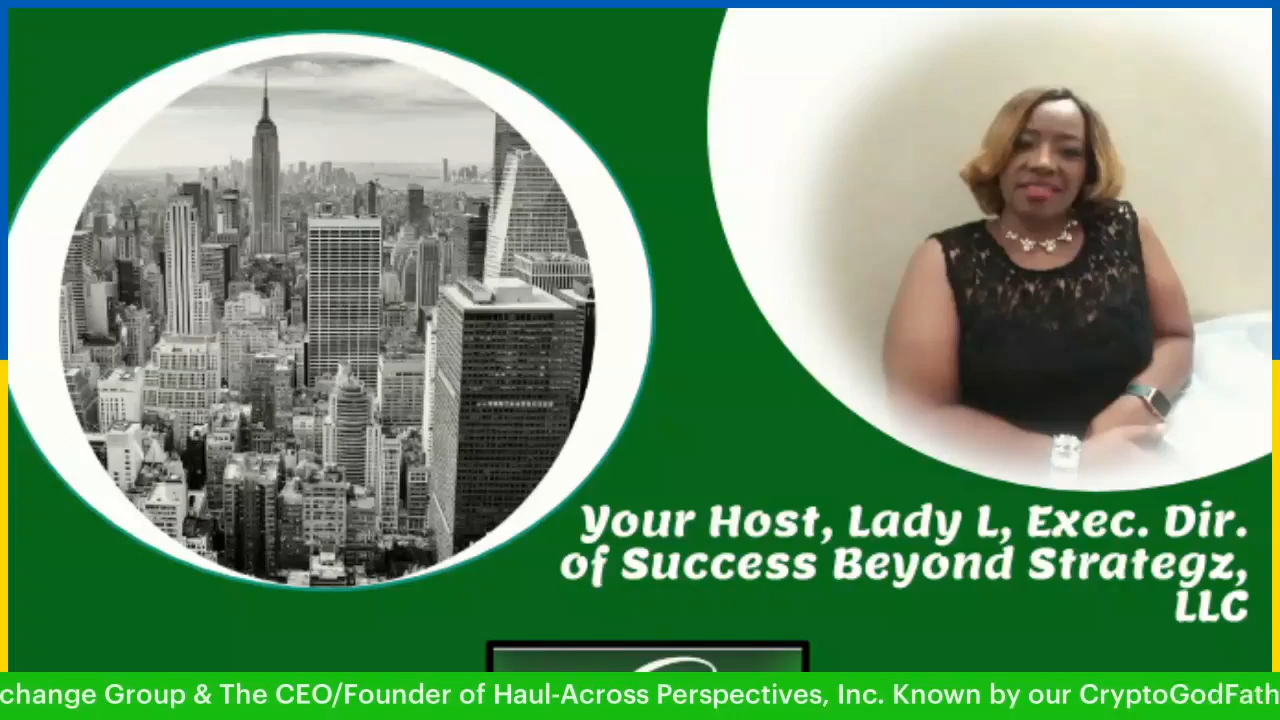 Your Host, Lady L, Exec. Dir.
of Success Beyond Strategz,
LLC
change Group & The CEO/Founder of Haul-Across Perspectives, Inc. Known by our CryptoGodFath